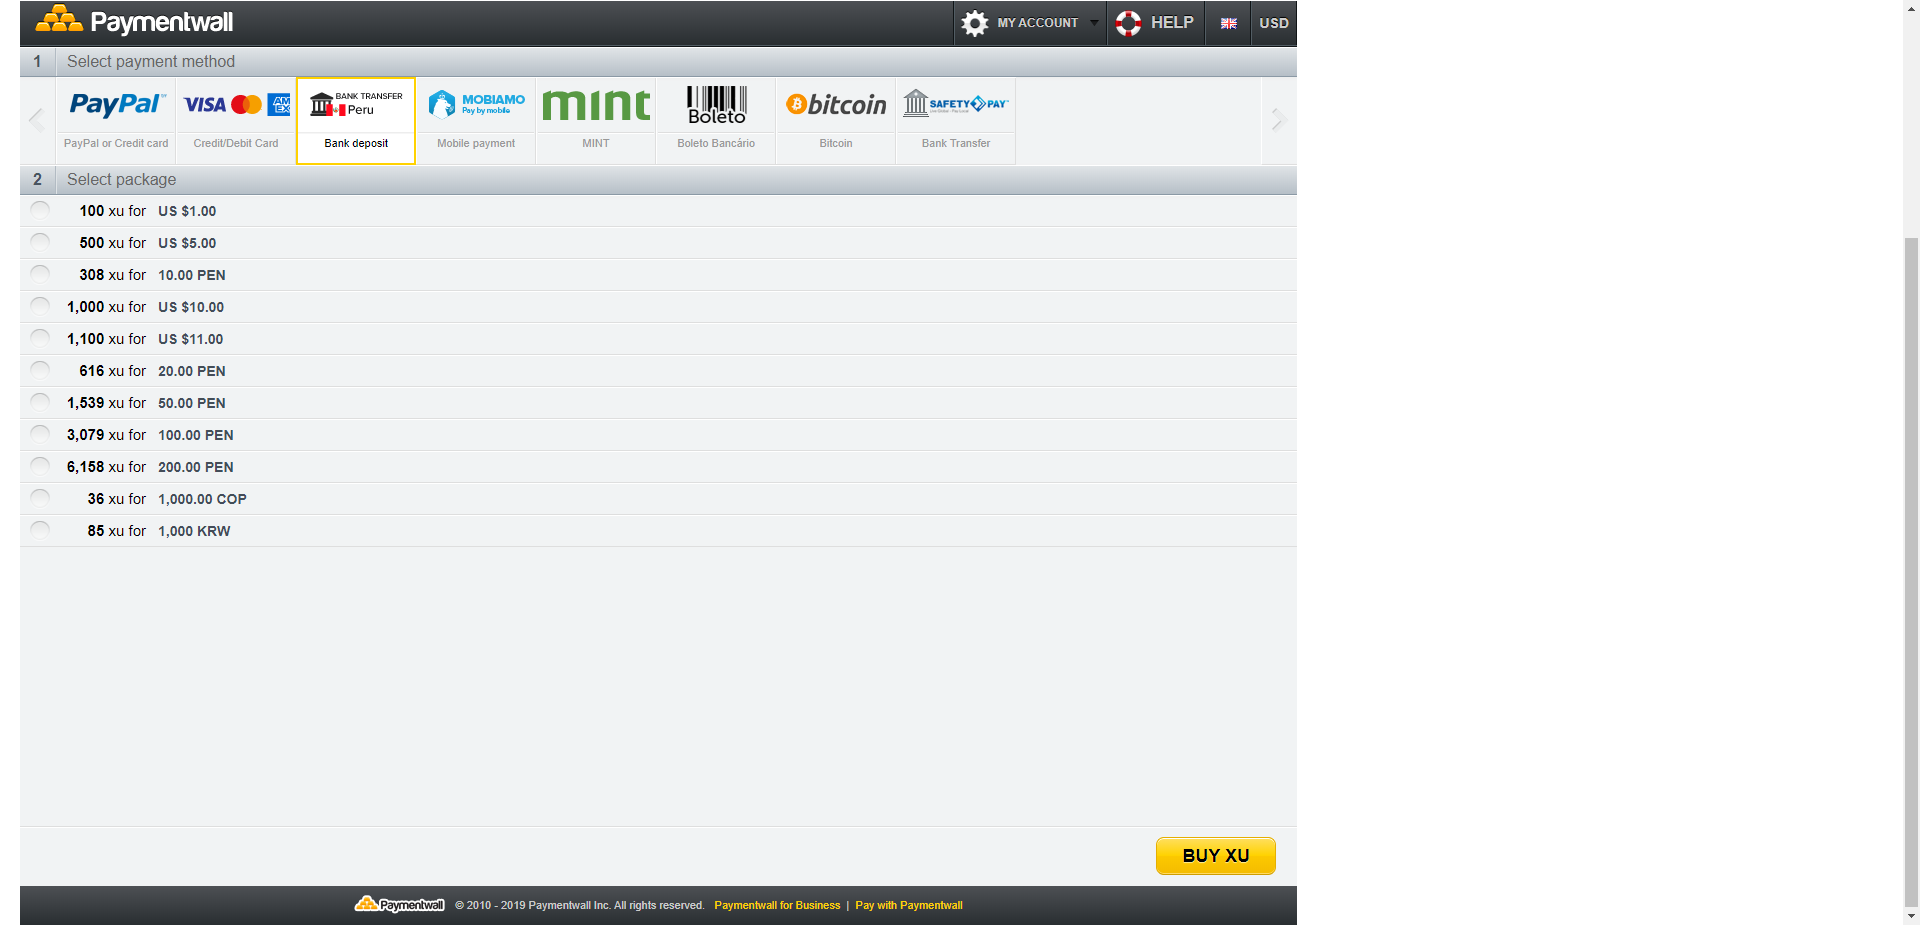 Paymentwall
MY ACCOUNT
HELP
USD
1 Select payment method
PayPal™
PayPal or Credit card
VISA AM EX
Credit/Debit Card
BANK TRANSFER
Peru
Bank deposit
MOBIAMO
Pay by mobile
Mobile payment
mint
MINT
Boleto
Boleto Bancário
bitcoin
Bitcoin
SAFETY PAY
Bank Transfer
2 Select package
100 xu for US $1.00
500 xu for US $5.00
308 xu for 10.00 PEN
1,000 xu for US $10.00
1,100 xu for US $11.00
616 xu for 20.00 PEN
1,539 xu for 50.00 PEN
3,079 xu for 100.00 PEN
6,158 xu for 200.00 PEN
36 xu for 1,000.00 COP
85 xu for 1,000 KRW
BUY XU
Paymentwall © 2010 - 2019 Paymentwall Inc. All rights reserved. Paymentwall for Business | Pay with Paymentwall